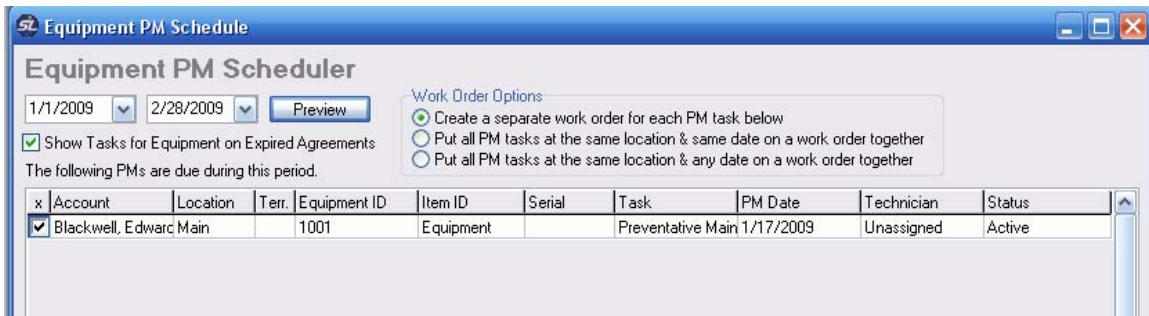 SL Equipment PM Schedule
Equipment PM Scheduler
1/1/2009 2/28/2009 Preview
Show Tasks for Equipment on Expired Agreements
The following PMs are due during this period.
Work Order Options
Create a separate work order for each PM task below
Put all PM tasks at the same location & same date on a work order together
Put all PM tasks at the same location & any date on a work order together
x Account Location Terr. Equipment ID Item ID Serial Task PM Date Technician Status
Blackwell, Edward Main 1001 Equipment Preventative Main 1/17/2009 Unassigned Active